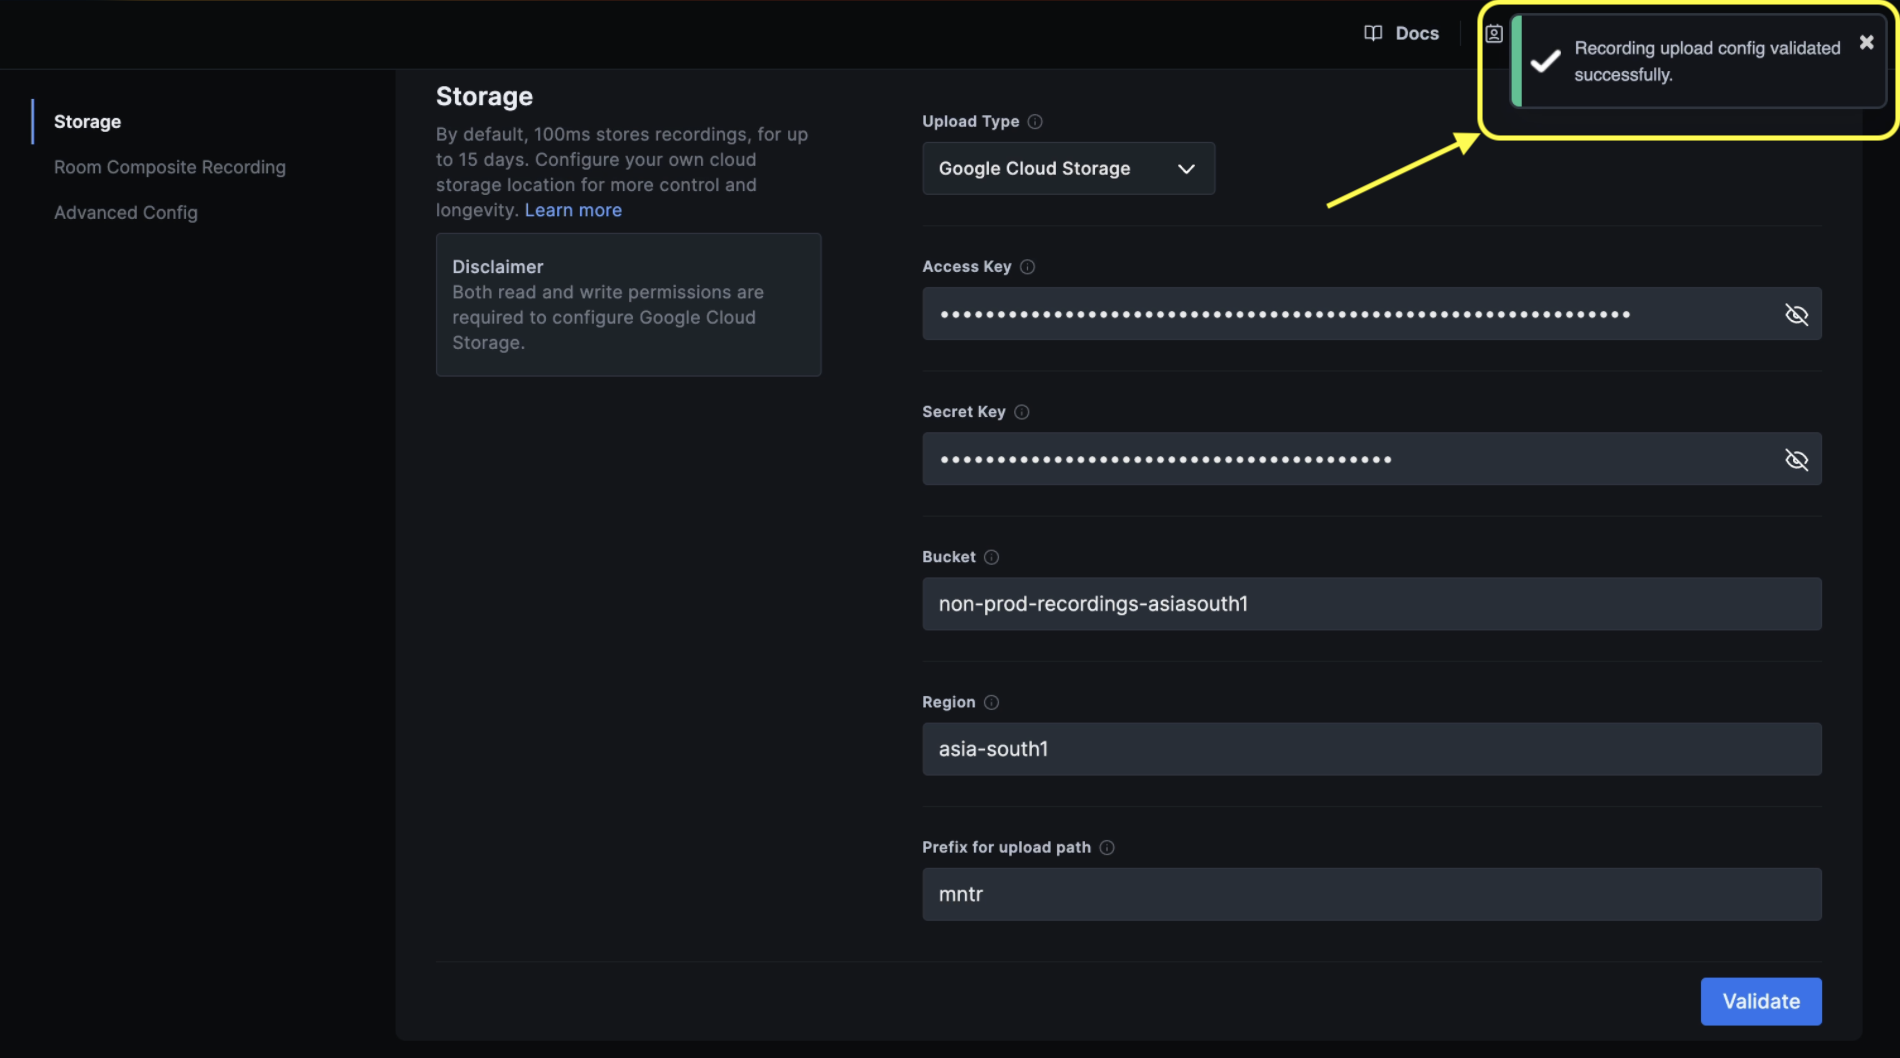 Docs
Recording upload config validated
successfully.
Storage
Room Composite Recording
Advanced Config
Storage
By default, 100ms stores recordings, for up
to 15 days. Configure your own cloud
storage location for more control and
longevity. Learn more
Disclaimer
Both read and write permissions are
required to configure Google Cloud
Storage.
Upload Type
Google Cloud Storage
Access Key
Secret Key
Bucket
non-prod-recordings-asiasouth1
Region
asia-south1
Prefix for upload path
mntr
Validate